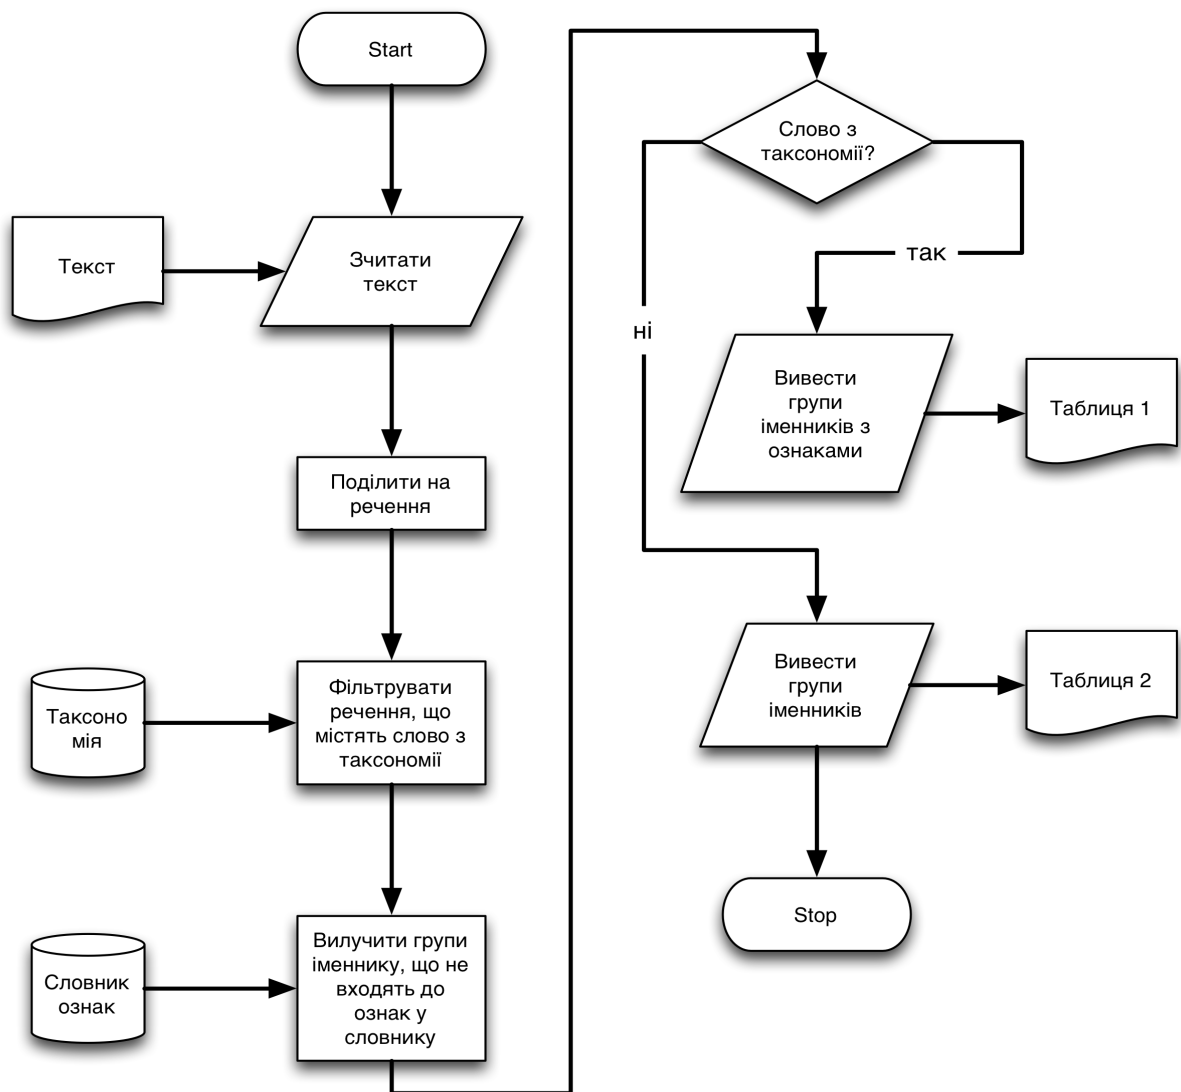 Start
Текст
Зчитати
текст
Поділити на
речення
Таксоно
мія
Фільтрувати
речення, що
містять слово з
таксономії
Словник
ознак
Вилучити групи
іменнику, що не
входять до
ознак у
словнику
Слово з
таксономії?
так
ні
Вивести
групи
іменників з
ознаками
Таблиця 1
Вивести
групи
іменників
Таблиця 2
Stop